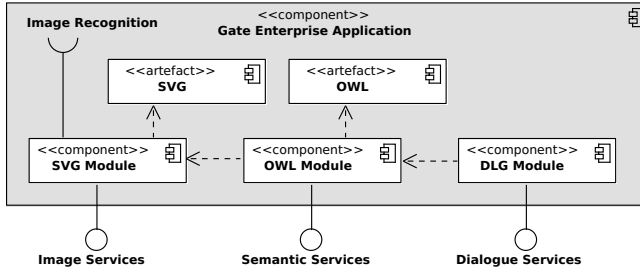 Image Recognition
<<component>>
Gate Enterprise Application
<<artefact>>
SVG
<<artefact>>
OWL
<<component>>
SVG Module
<<component>>
OWL Module
<<component>>
DLG Module
Image Services
Semantic Services
Dialogue Services